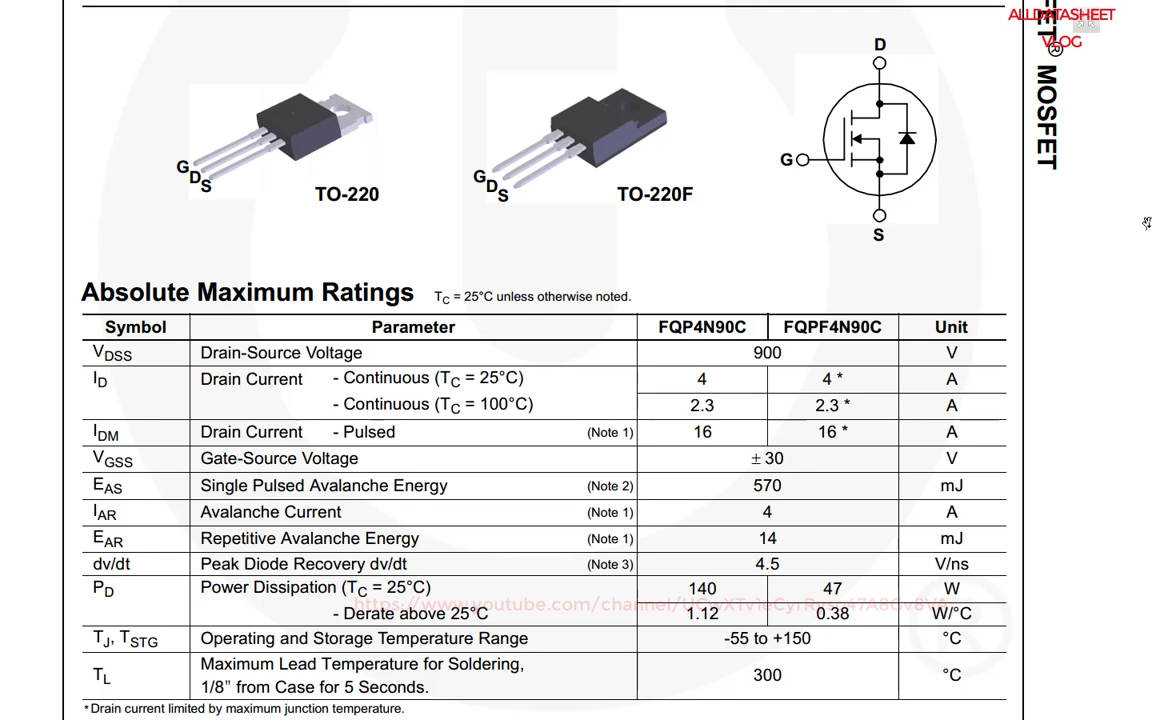 ALLDATASHEET
VLOG
MOSFET
D
G
S
G
D
S
TO-220
G
D
S
TO-220F
Absolute Maximum Ratings TC = 25°C unless otherwise noted.
Symbol Parameter FQP4N90C FQPF4N90C Unit
VDSS Drain-Source Voltage 900 V
ID Drain Current - Continuous (TC = 25°C) 4 4 * A
- Continuous (TC = 100°C) 2.3 2.3 * A
IDM Drain Current - Pulsed (Note 1) 16 16 * A
VGSS Gate-Source Voltage ± 30 V
EAS Single Pulsed Avalanche Energy (Note 2) 570 mJ
IAR Avalanche Current (Note 1) 4 A
EAR Repetitive Avalanche Energy (Note 1) 14 mJ
dv/dt Peak Diode Recovery dv/dt (Note 3) 4.5 V/ns
PD Power Dissipation (TC = 25°C) 140 47 W
- Derate above 25°C 1.12 0.38 W/°C
TJ, TSTG Operating and Storage Temperature Range -55 to +150 °C
TL Maximum Lead Temperature for Soldering,
1/8" from Case for 5 Seconds. 300 °C
* Drain current limited by maximum junction temperature.